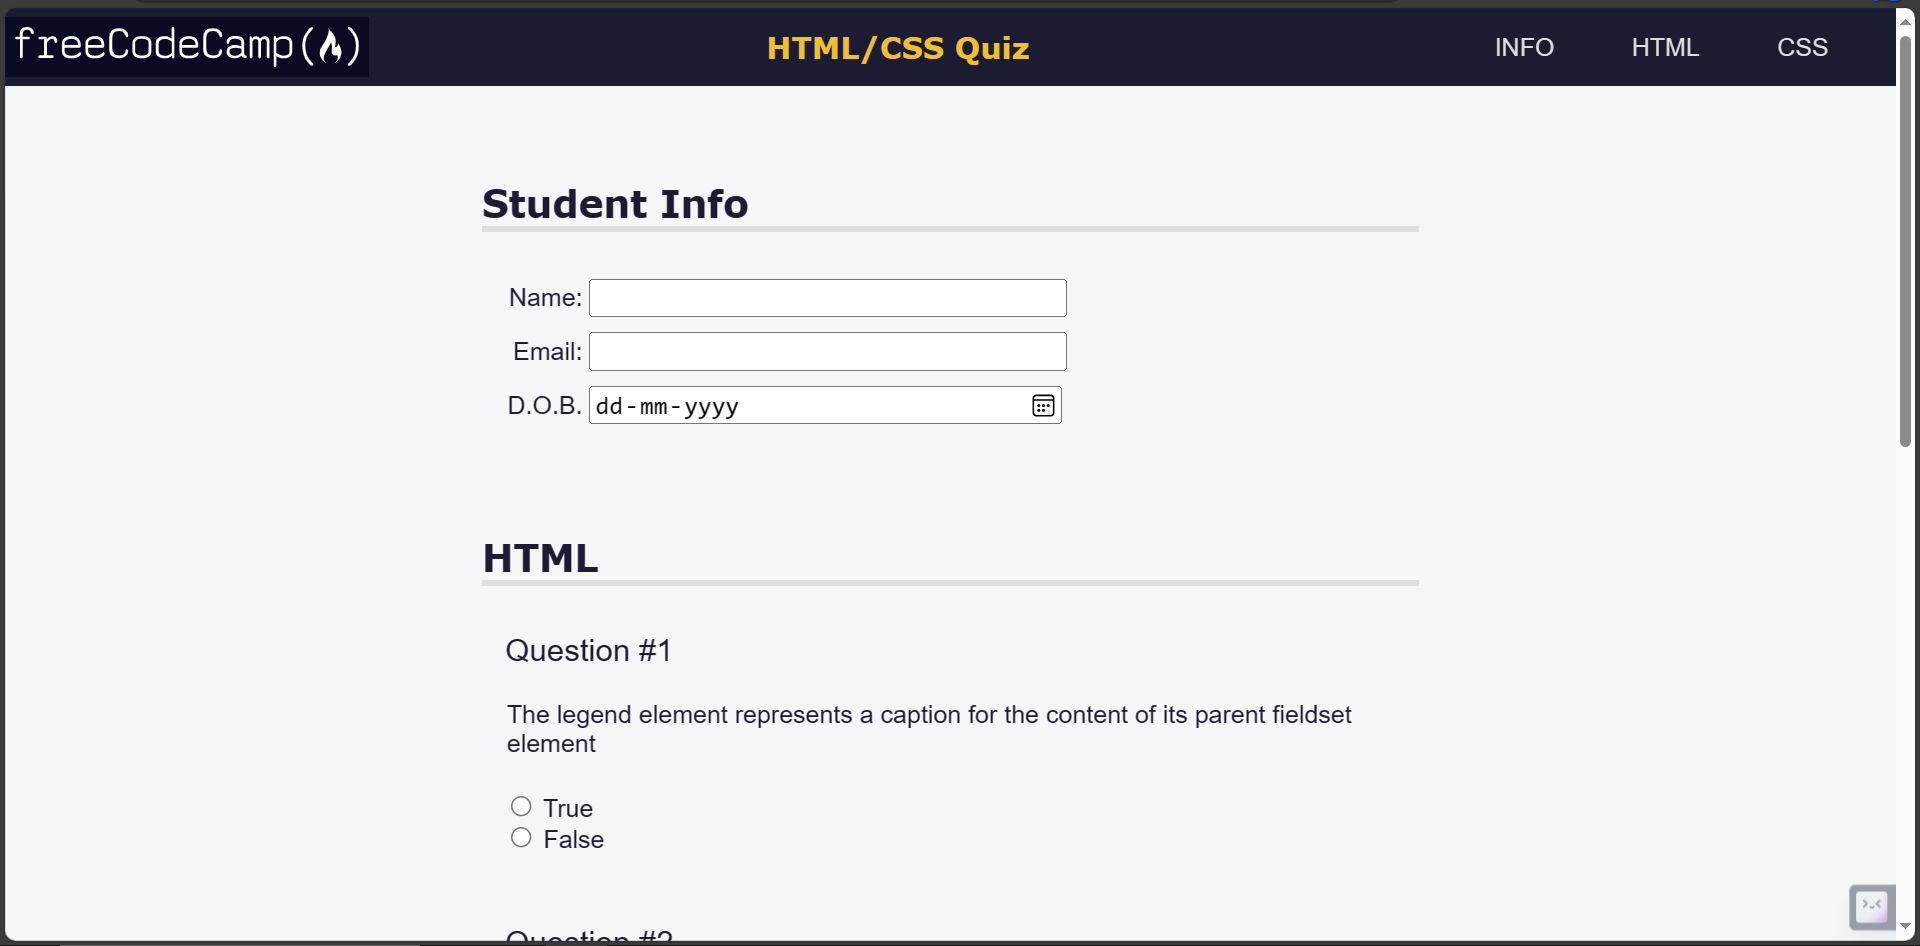 freeCodeCamp(🔥)
HTML/CSS Quiz
INFO
HTML
CSS
Student Info
Name:
Email:
D.O.B.
dd-mm-yyyy
HTML
Question #1
The legend element represents a caption for the content of its parent fieldset
element
True
False
Question #2